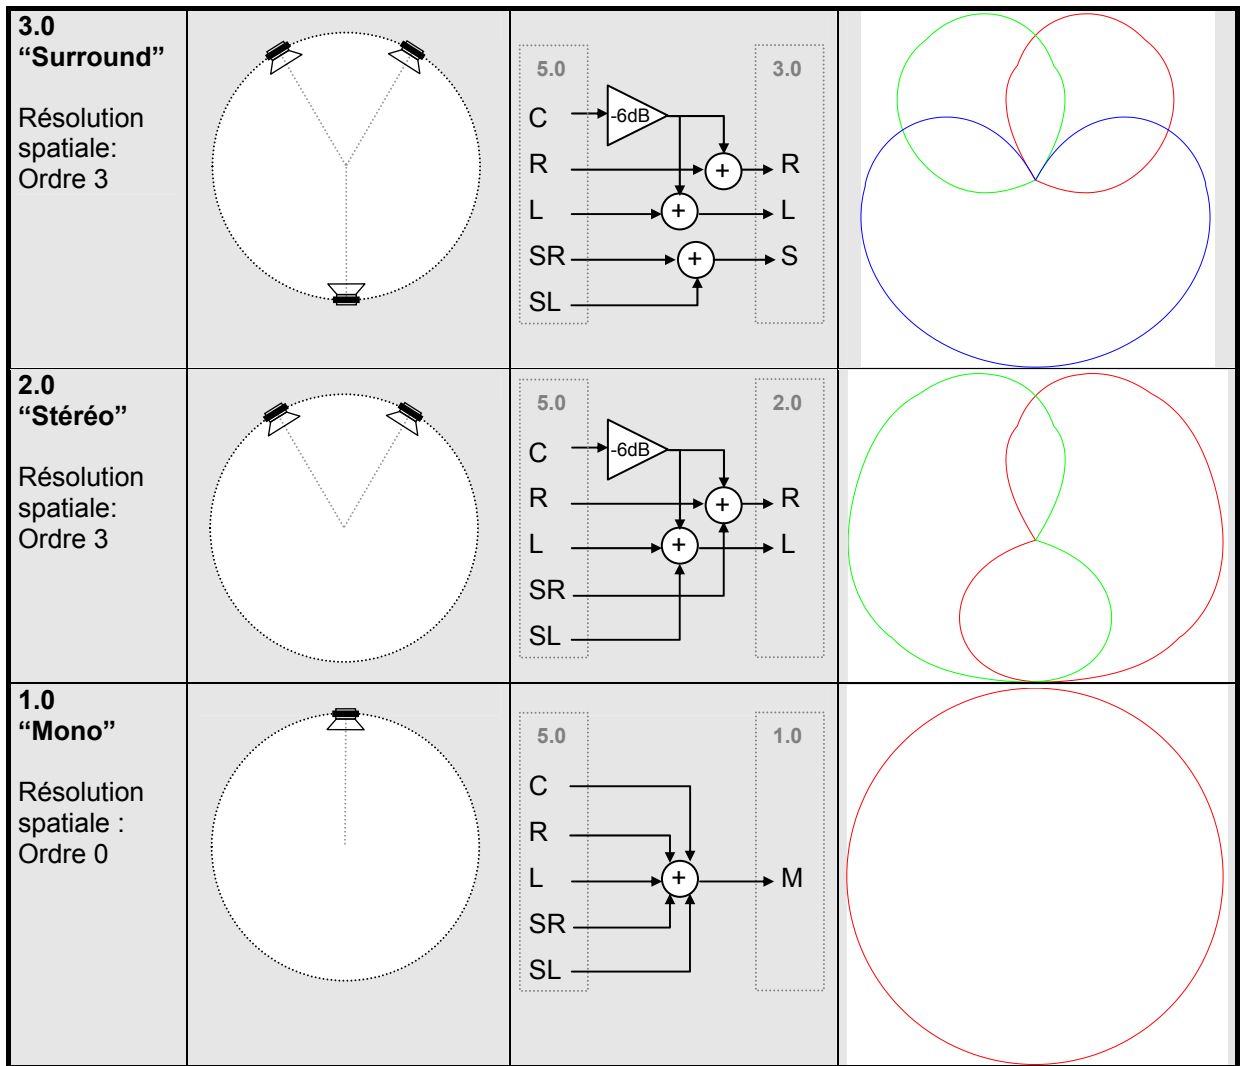 3.0
“Surround”
Résolution
spatiale:
Ordre 3
5.0
3.0
C
-6dB
R
+
R
L
+
L
SR
+
S
SL
2.0
“Stéréo”
Résolution
spatiale:
Ordre 3
5.0
2.0
C
-6dB
R
+
R
L
+
L
SR
SL
1.0
“Mono”
Résolution
spatiale :
Ordre 0
5.0
1.0
C
R
L
+
M
SR
SL